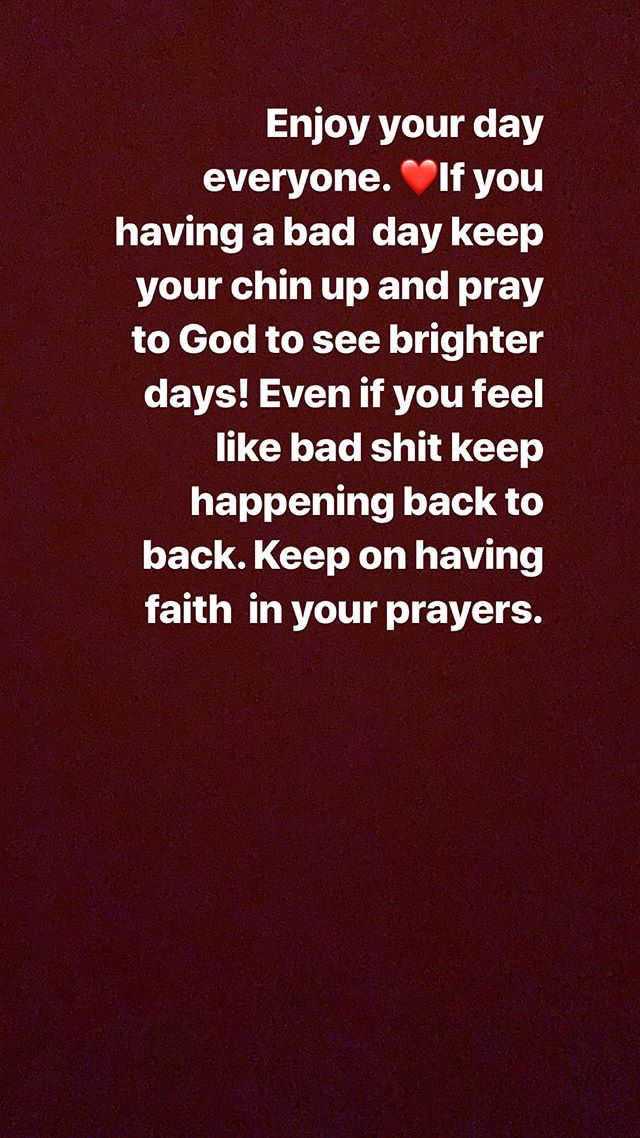 Enjoy your day
everyone. ❤️If you
having a bad  day keep
your chin up and pray
to God to see brighter
days! Even if you feel
like bad shit keep
happening back to
back. Keep on having
faith  in your prayers.